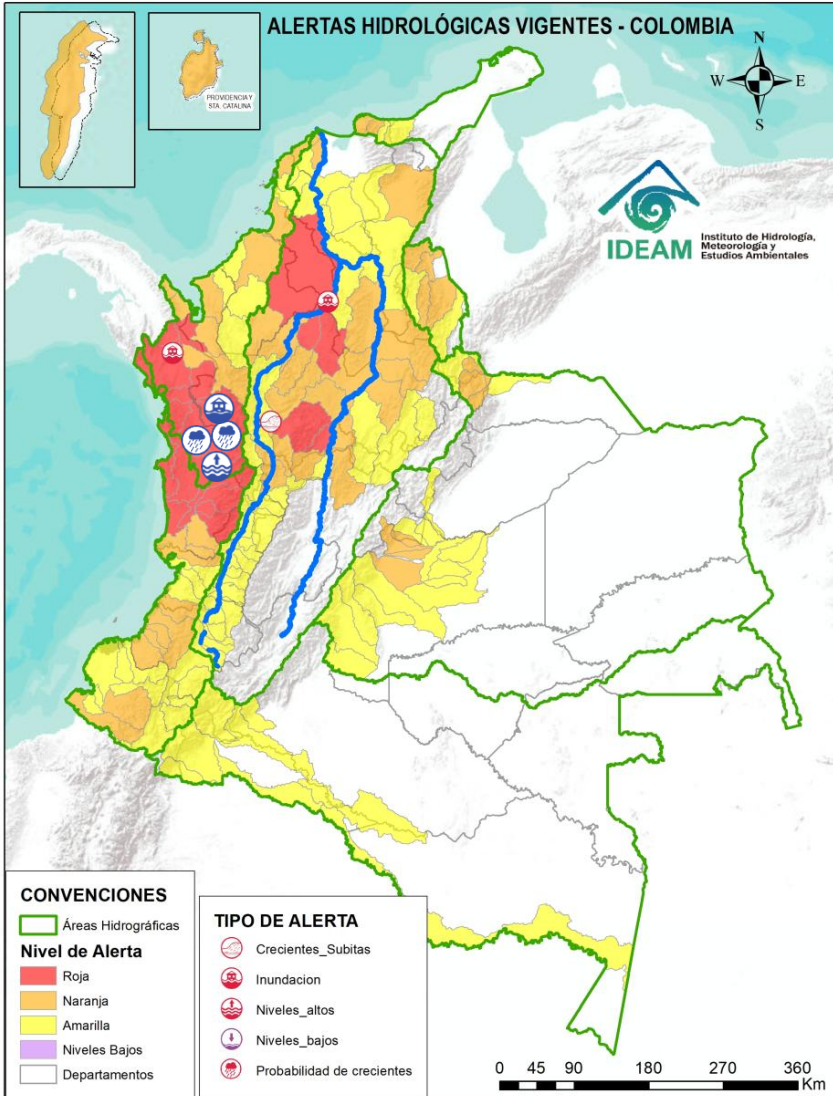 ALERTAS HIDROLÓGICAS VIGENTES - COLOMBIA
PROVIDENCIA Y
STA. CATALINA
N
W
E
S
IDEAM
Instituto de Hidrología,
Meteorología y
Estudios Ambientales
CONVENCIONES
Áreas Hidrográficas
Nivel de Alerta
Roja
Naranja
Amarilla
Niveles Bajos
Departamentos
TIPO DE ALERTA
Crecientes_Subitas
Inundacion
Niveles_altos
Niveles_bajos
Probabilidad de crecientes
0 45 90 180 270 360
Km